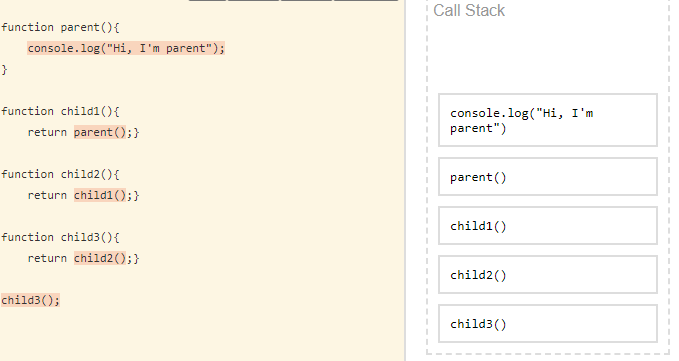 function parent(){
    console.log("Hi, I'm parent");
}
function child1(){
    return parent();}
function child2(){
    return child1();}
function child3(){
    return child2();}
child3();
Call Stack
console.log("Hi, I'm
parent")
parent()
child1()
child2()
child3()